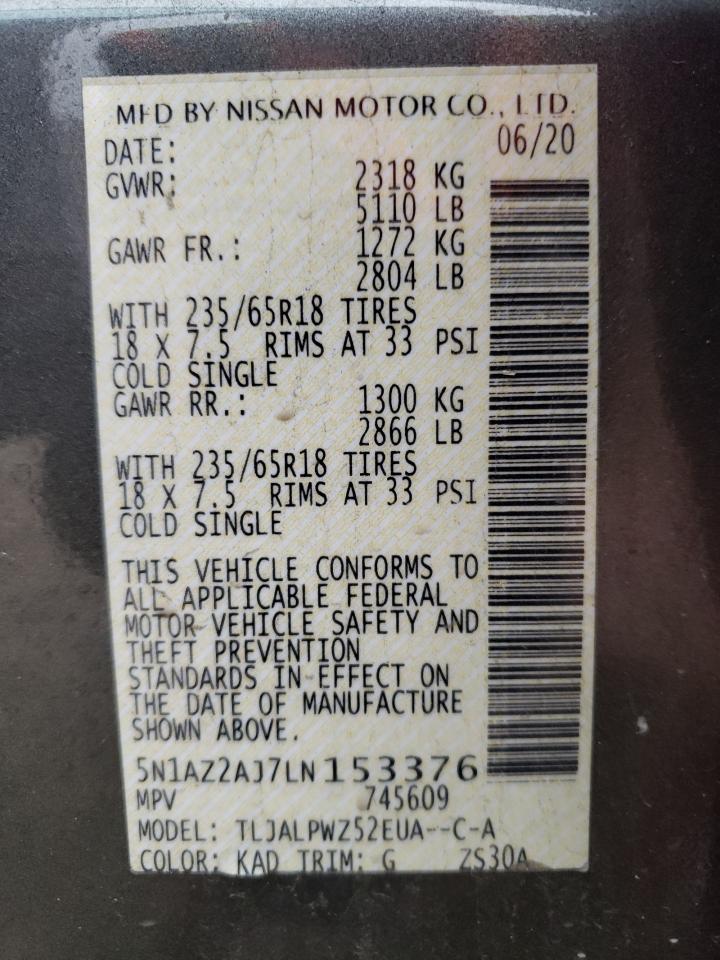 MFD BY NISSAN MOTOR CO., LTD.
DATE: 06/20
GVWR: 2318 KG
5110 LB
GAWR FR.: 1272 KG
2804 LB
WITH 235/65R18 TIRES
18 X 7.5 RIMS AT 33 PSI
COLD SINGLE
GAWR RR.: 1300 KG
2866 LB
WITH 235/65R18 TIRES
18 X 7.5 RIMS AT 33 PSI
COLD SINGLE
THIS VEHICLE CONFORMS TO
ALL APPLICABLE FEDERAL
MOTOR VEHICLE SAFETY AND
THEFT PREVENTION
STANDARDS IN EFFECT ON
THE DATE OF MANUFACTURE
SHOWN ABOVE.
5N1AZ2AJ7LN153376
MPV 745609
MODEL: TLJALPWZ52EUA--C-A
COLOR: KAD TRIM: G ZS30A